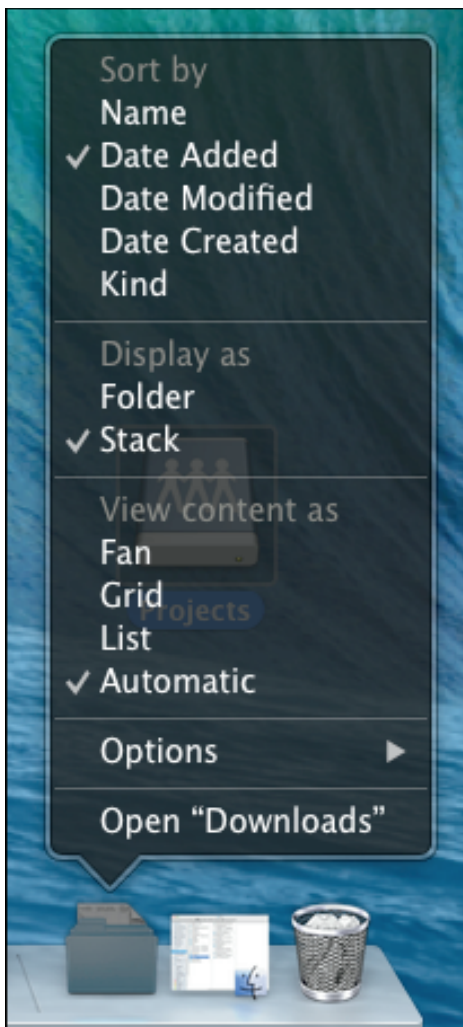 Sort by
Name
Date Added
Date Modified
Date Created
Kind
Display as
Folder
Stack
View content as
Fan
Grid
Projects
List
Automatic
Options
Open “Downloads”